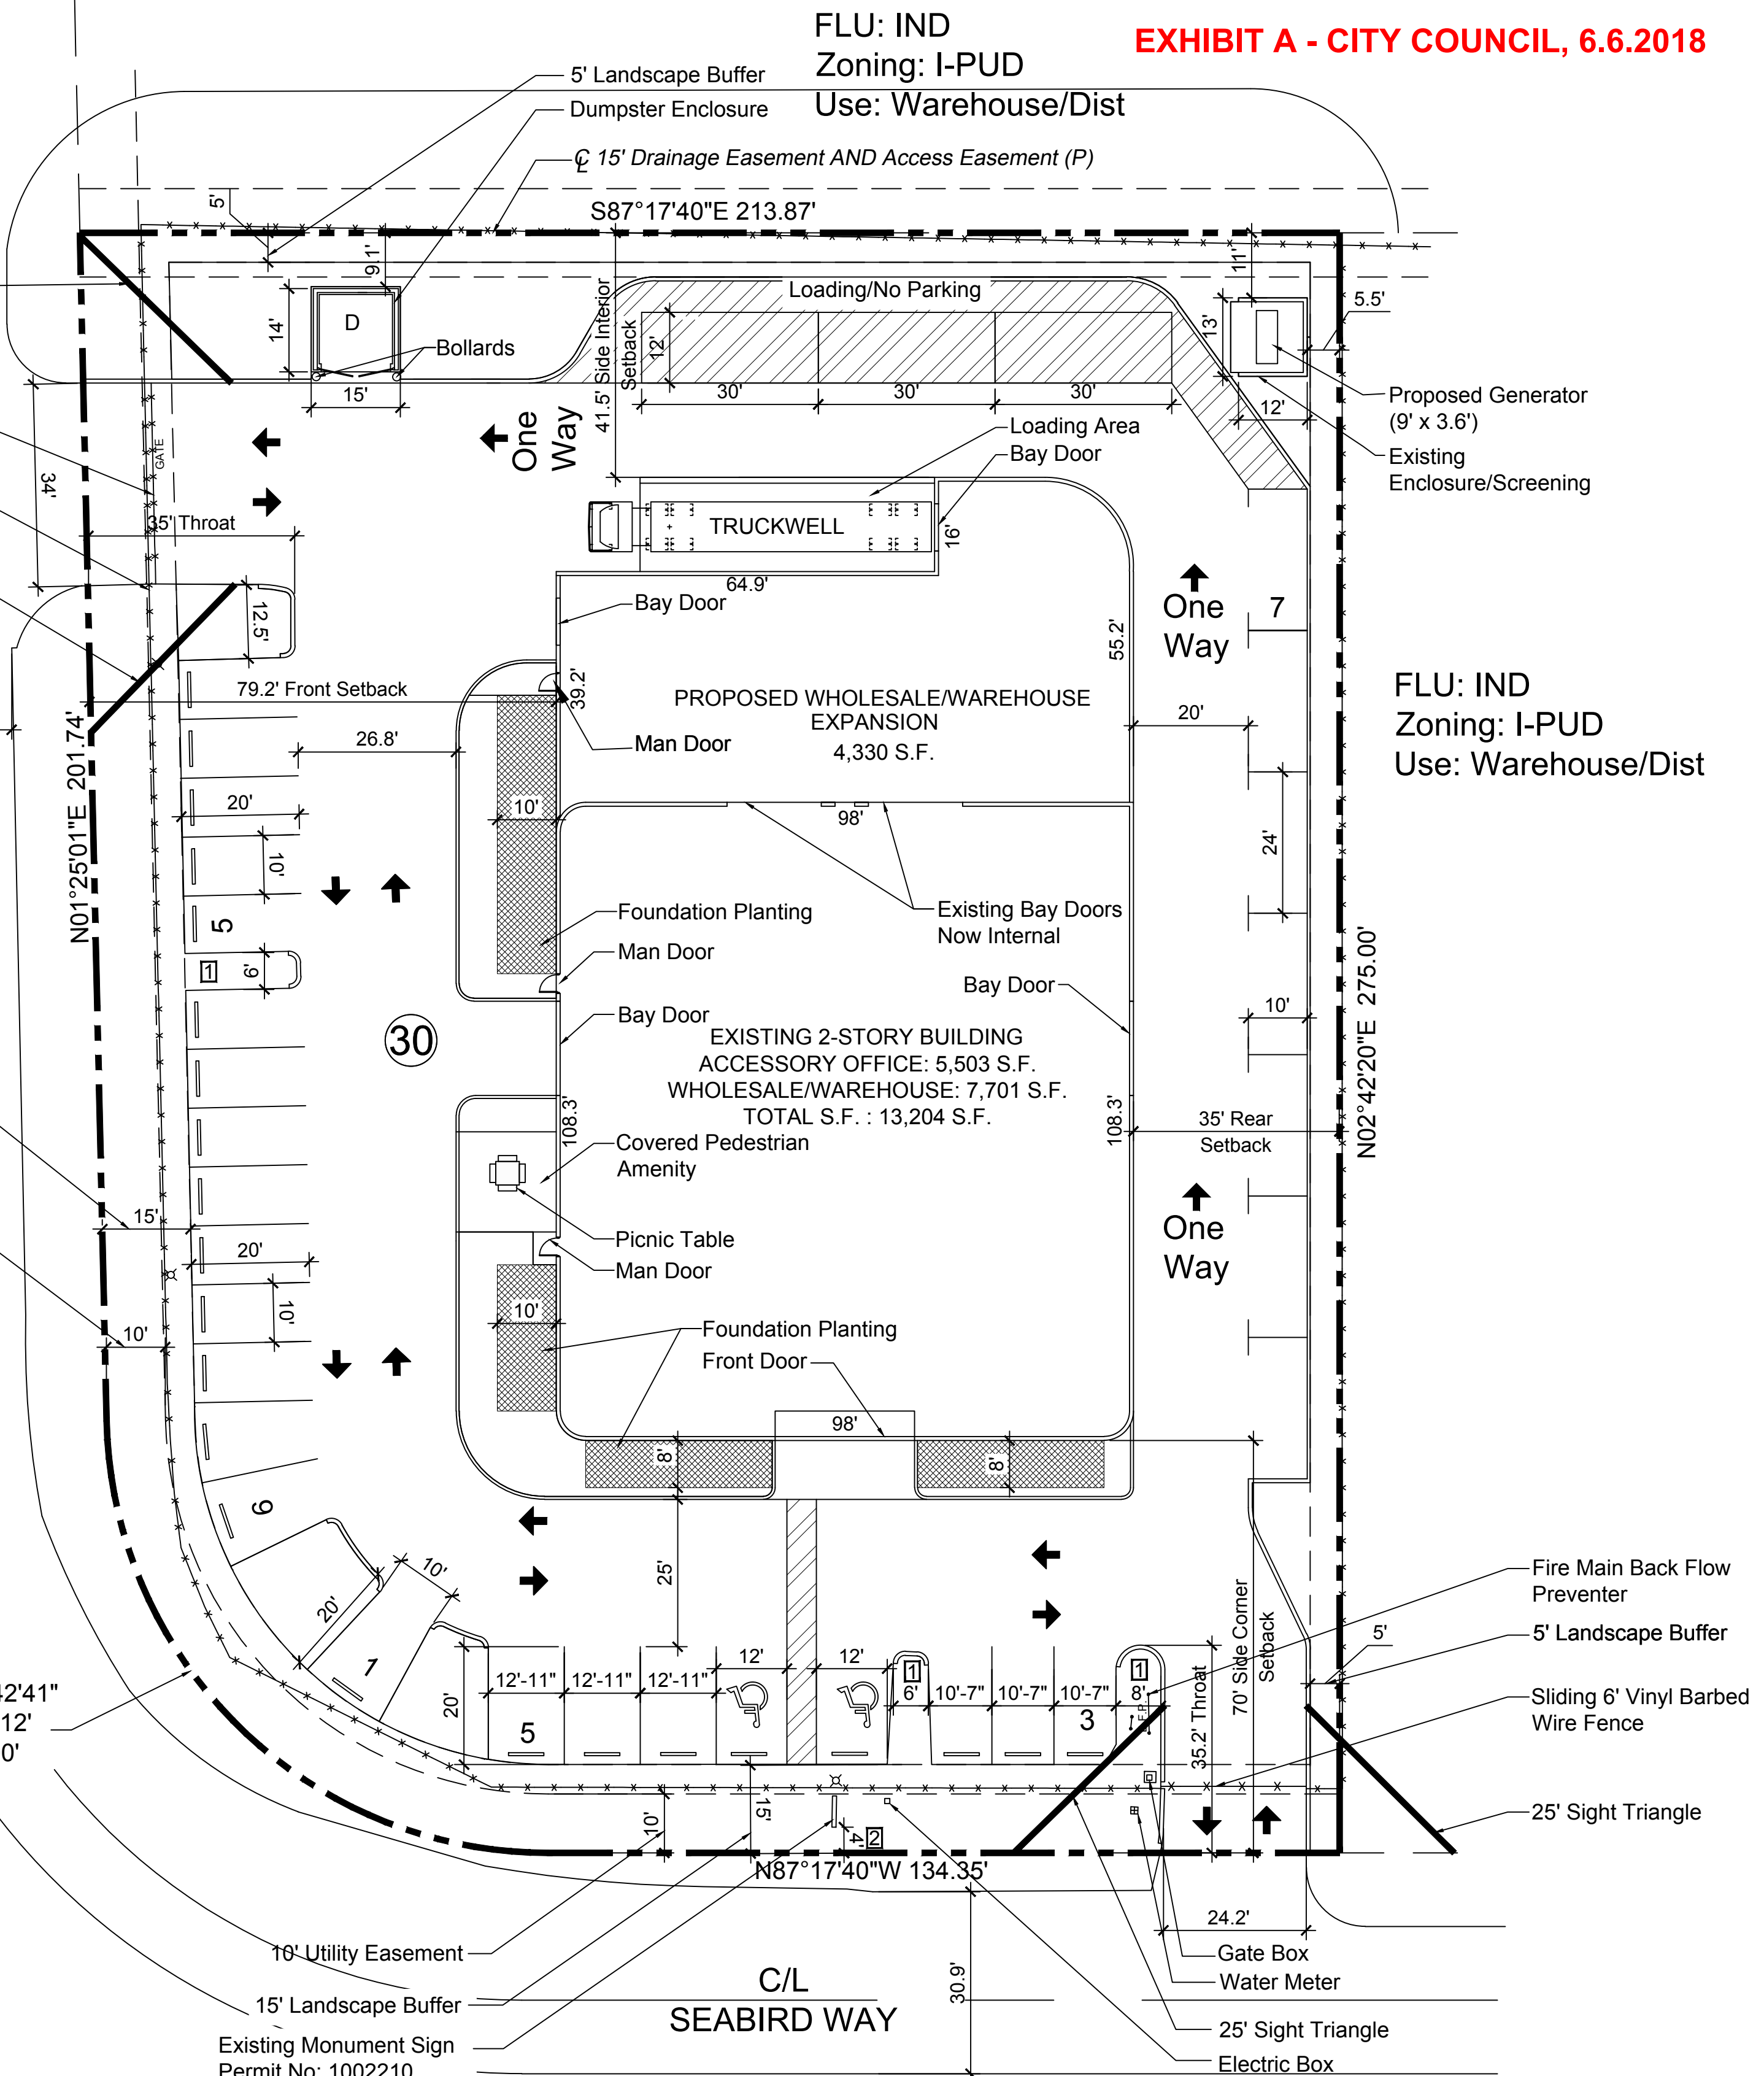 EXHIBIT A - CITY COUNCIL, 6.6.2018
FLU: IND
Zoning: I-PUD
Use: Warehouse/Dist
5' Landscape Buffer
Dumpster Enclosure
℄ 15' Drainage Easement AND Access Easement (P)
S87°17'40"E 213.87'
5'
9.1'
11'
5.5'
14'
D
15'
Bollards
41.5' Side Interior
Setback
Loading/No Parking
12'
30'
30'
30'
13'
12'
Proposed Generator
(9' x 3.6')
Existing
Enclosure/Screening
One
Way
Loading Area
Bay Door
GATE
34'
35' Throat
TRUCKWELL
16'
64.9'
Bay Door
12.5'
One
Way
7
55.2'
39.2'
79.2' Front Setback
PROPOSED WHOLESALE/WAREHOUSE
EXPANSION
4,330 S.F.
Man Door
26.8'
20'
FLU: IND
Zoning: I-PUD
Use: Warehouse/Dist
N01°25'01"E 201.74'
20'
10'
10'
98'
24'
5
Foundation Planting
Existing Bay Doors
Now Internal
Man Door
1
6'
Bay Door
Bay Door
10'
N02°42'20"E 275.00'
30
EXISTING 2-STORY BUILDING
ACCESSORY OFFICE: 5,503 S.F.
WHOLESALE/WAREHOUSE: 7,701 S.F.
TOTAL S.F. : 13,204 S.F.
108.3'
108.3'
35' Rear
Setback
Covered Pedestrian
Amenity
15'
Picnic Table
Man Door
20'
10'
10'
10'
One
Way
Foundation Planting
Front Door
98'
8'
8'
9
25'
10'
20'
1
20'
12'-11"
12'-11"
12'-11"
12'
12'
1
6'
10'-7"
10'-7"
10'-7"
1
8'
5
3
35.2' Throat
70' Side Corner
Setback
Fire Main Back Flow
Preventer
5' Landscape Buffer
5'
Sliding 6' Vinyl Barbed
Wire Fence
25' Sight Triangle
42'41"
12'
0'
10'
15'
4'
2
N87°17'40"W 134.35'
24.2'
30.9'
10' Utility Easement
15' Landscape Buffer
Existing Monument Sign
Permit No: 1002210
C/L
SEABIRD WAY
Gate Box
Water Meter
25' Sight Triangle
Electric Box